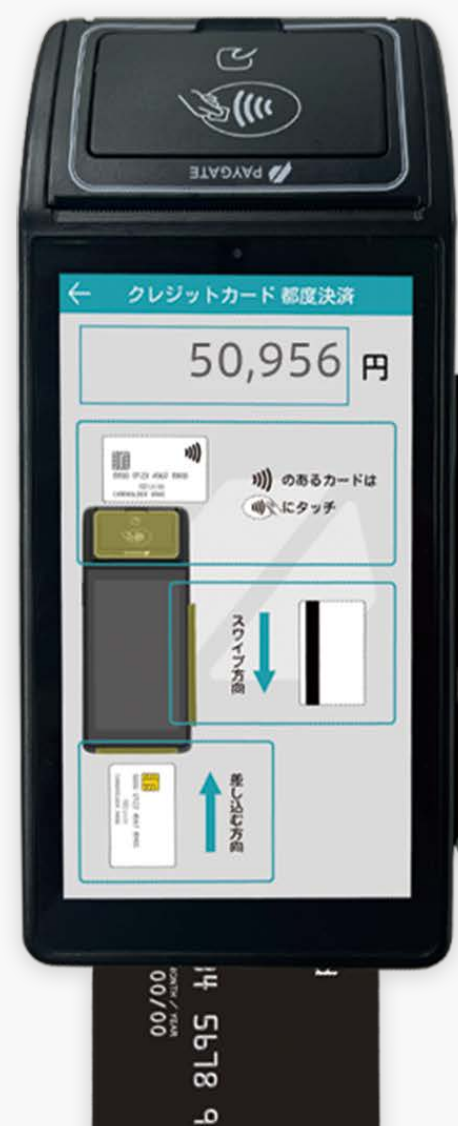 PAYGATE
クレジットカード 都度決済
50,956 円
のあるカードは
にタッチ
スワイプ方向
差し込む方向
MONTH / YEAR
00/00
34 5678 9